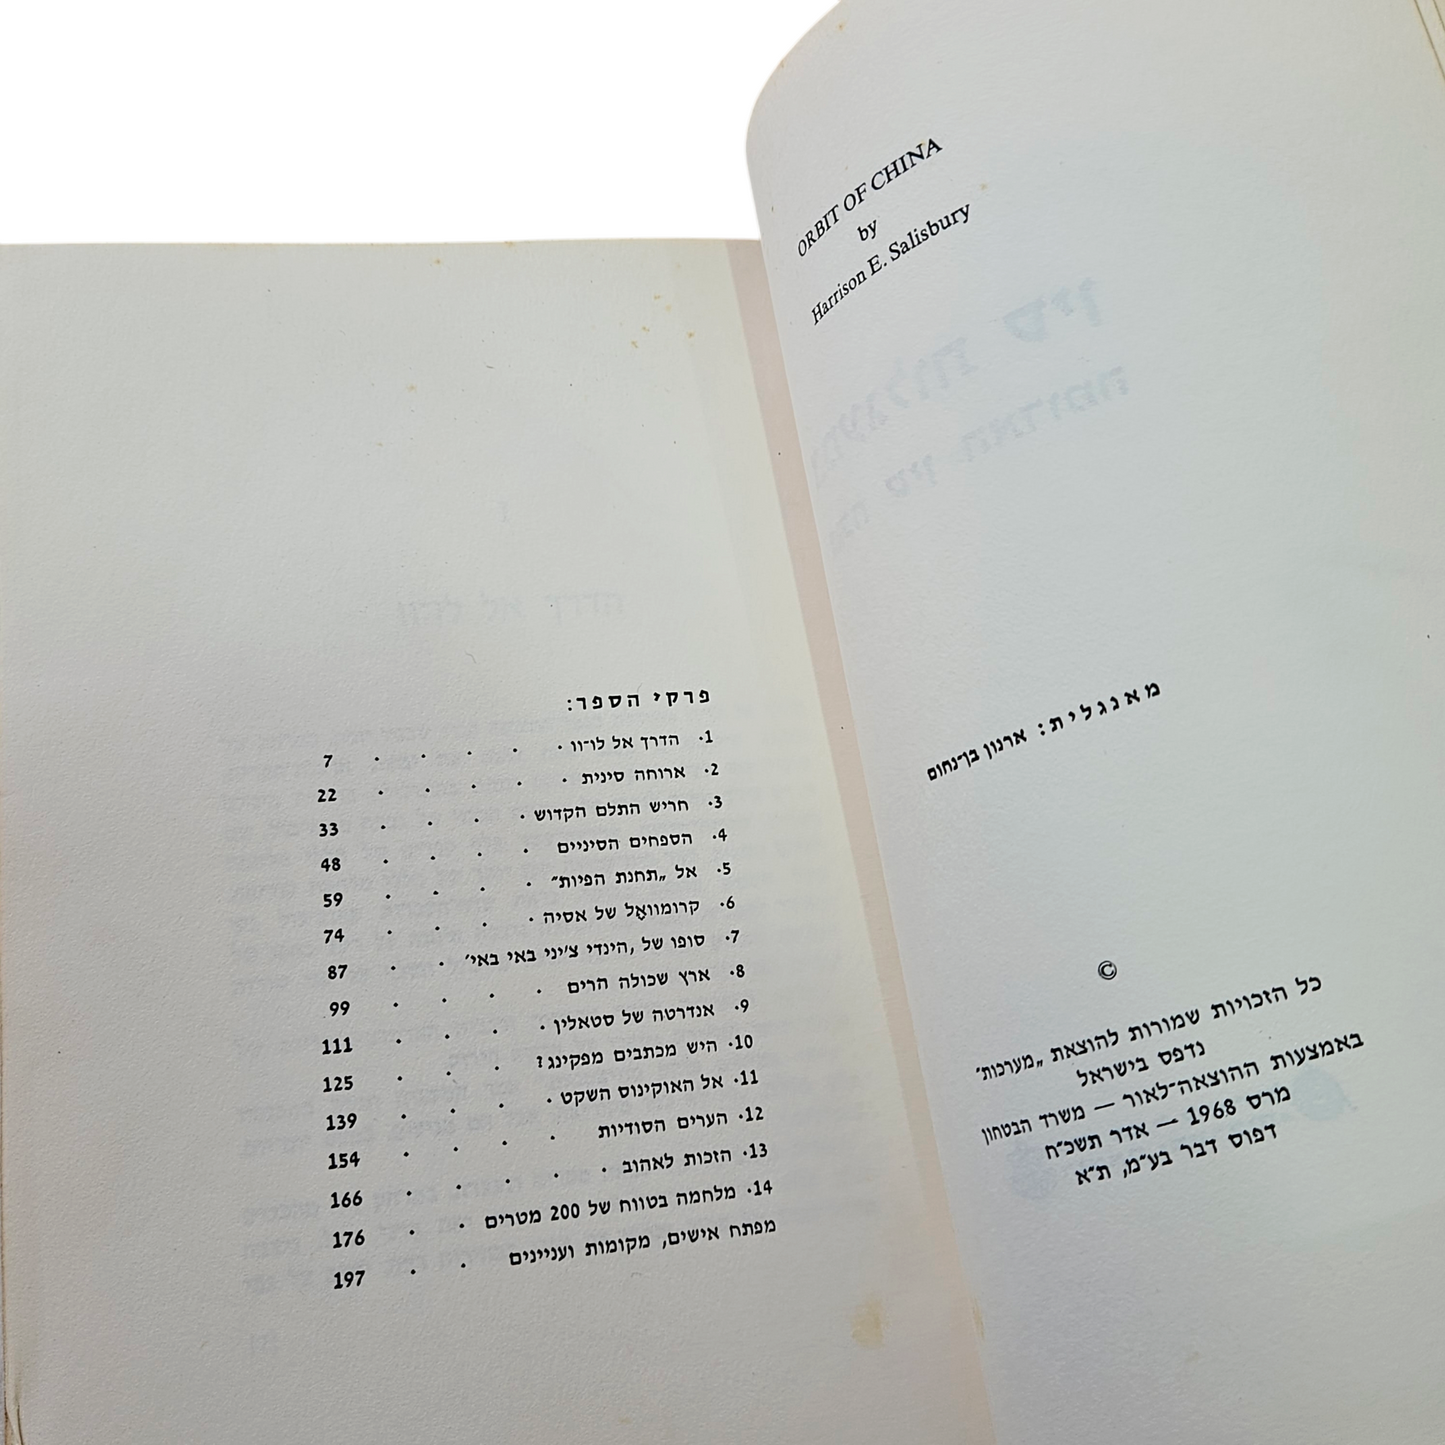 ORBIT OF CHINA
by
Harrison E. Salisbury
מאנגלית: ארנון בן־נחום
©
כל הזכויות שמורות להוצאת „מערכות״
נדפס בישראל
באמצעות ההוצאה־לאור — משרד הבטחון
מרס 1968 — אדר תשכ״ח
דפוס דבר בע״מ, ת״א
פרקי הספר:
1. הדרך אל לו־וו . . . . . 7
2. ארוחה סינית . . . . . 22
3. חריש התלם הקדוש . . . . 33
4. הספחים הסיניים . . . . 48
5. אל „תחנת הפיות״ . . . . 59
6. קרומוואָל של אסיה . . . . 74
7. סופו של ‚הינדי צ׳יני באי באי׳ . . 87
8. ארץ שכולה הרים . . . . 99
9. אנדרטה של סטאלין . . . . 111
10. היש מכתבים מפקינג? . . . . 125
11. אל האוקינוס השקט . . . . 139
12. הערים הסודיות . . . . 154
13. הזכות לאהוב . . . . . 166
14. מלחמה בטווח של 200 מטרים . . 176
מפתח אישים, מקומות ועניינים . . 197